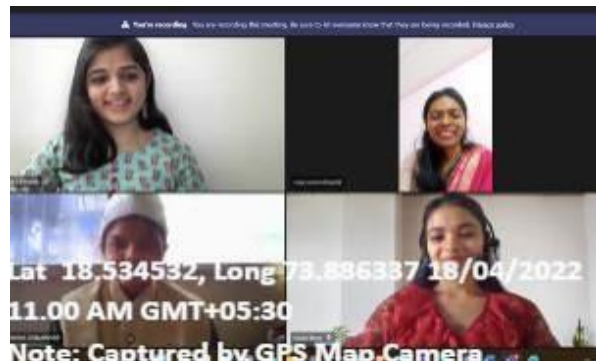 You're recording You are recording this meeting. Be sure to let everyone know that they are being recorded. Privacy policy
Lat 18.534532, Long 73.886337 18/04/2022
11.00 AM GMT+05:30
Note: Captured by GPS Map Camera